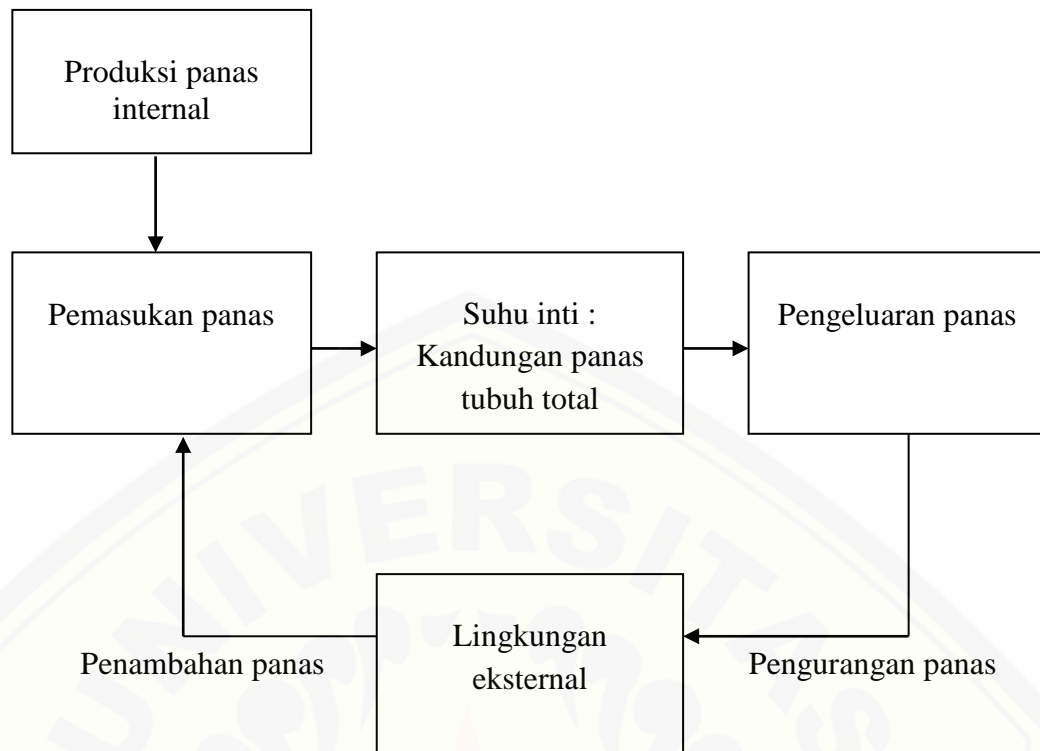 Produksi panas
internal
Pemasukan panas
Suhu inti :
Kandungan panas
tubuh total
Pengeluaran panas
Penambahan panas
Lingkungan
eksternal
Pengurangan panas
UNIVERSITAS